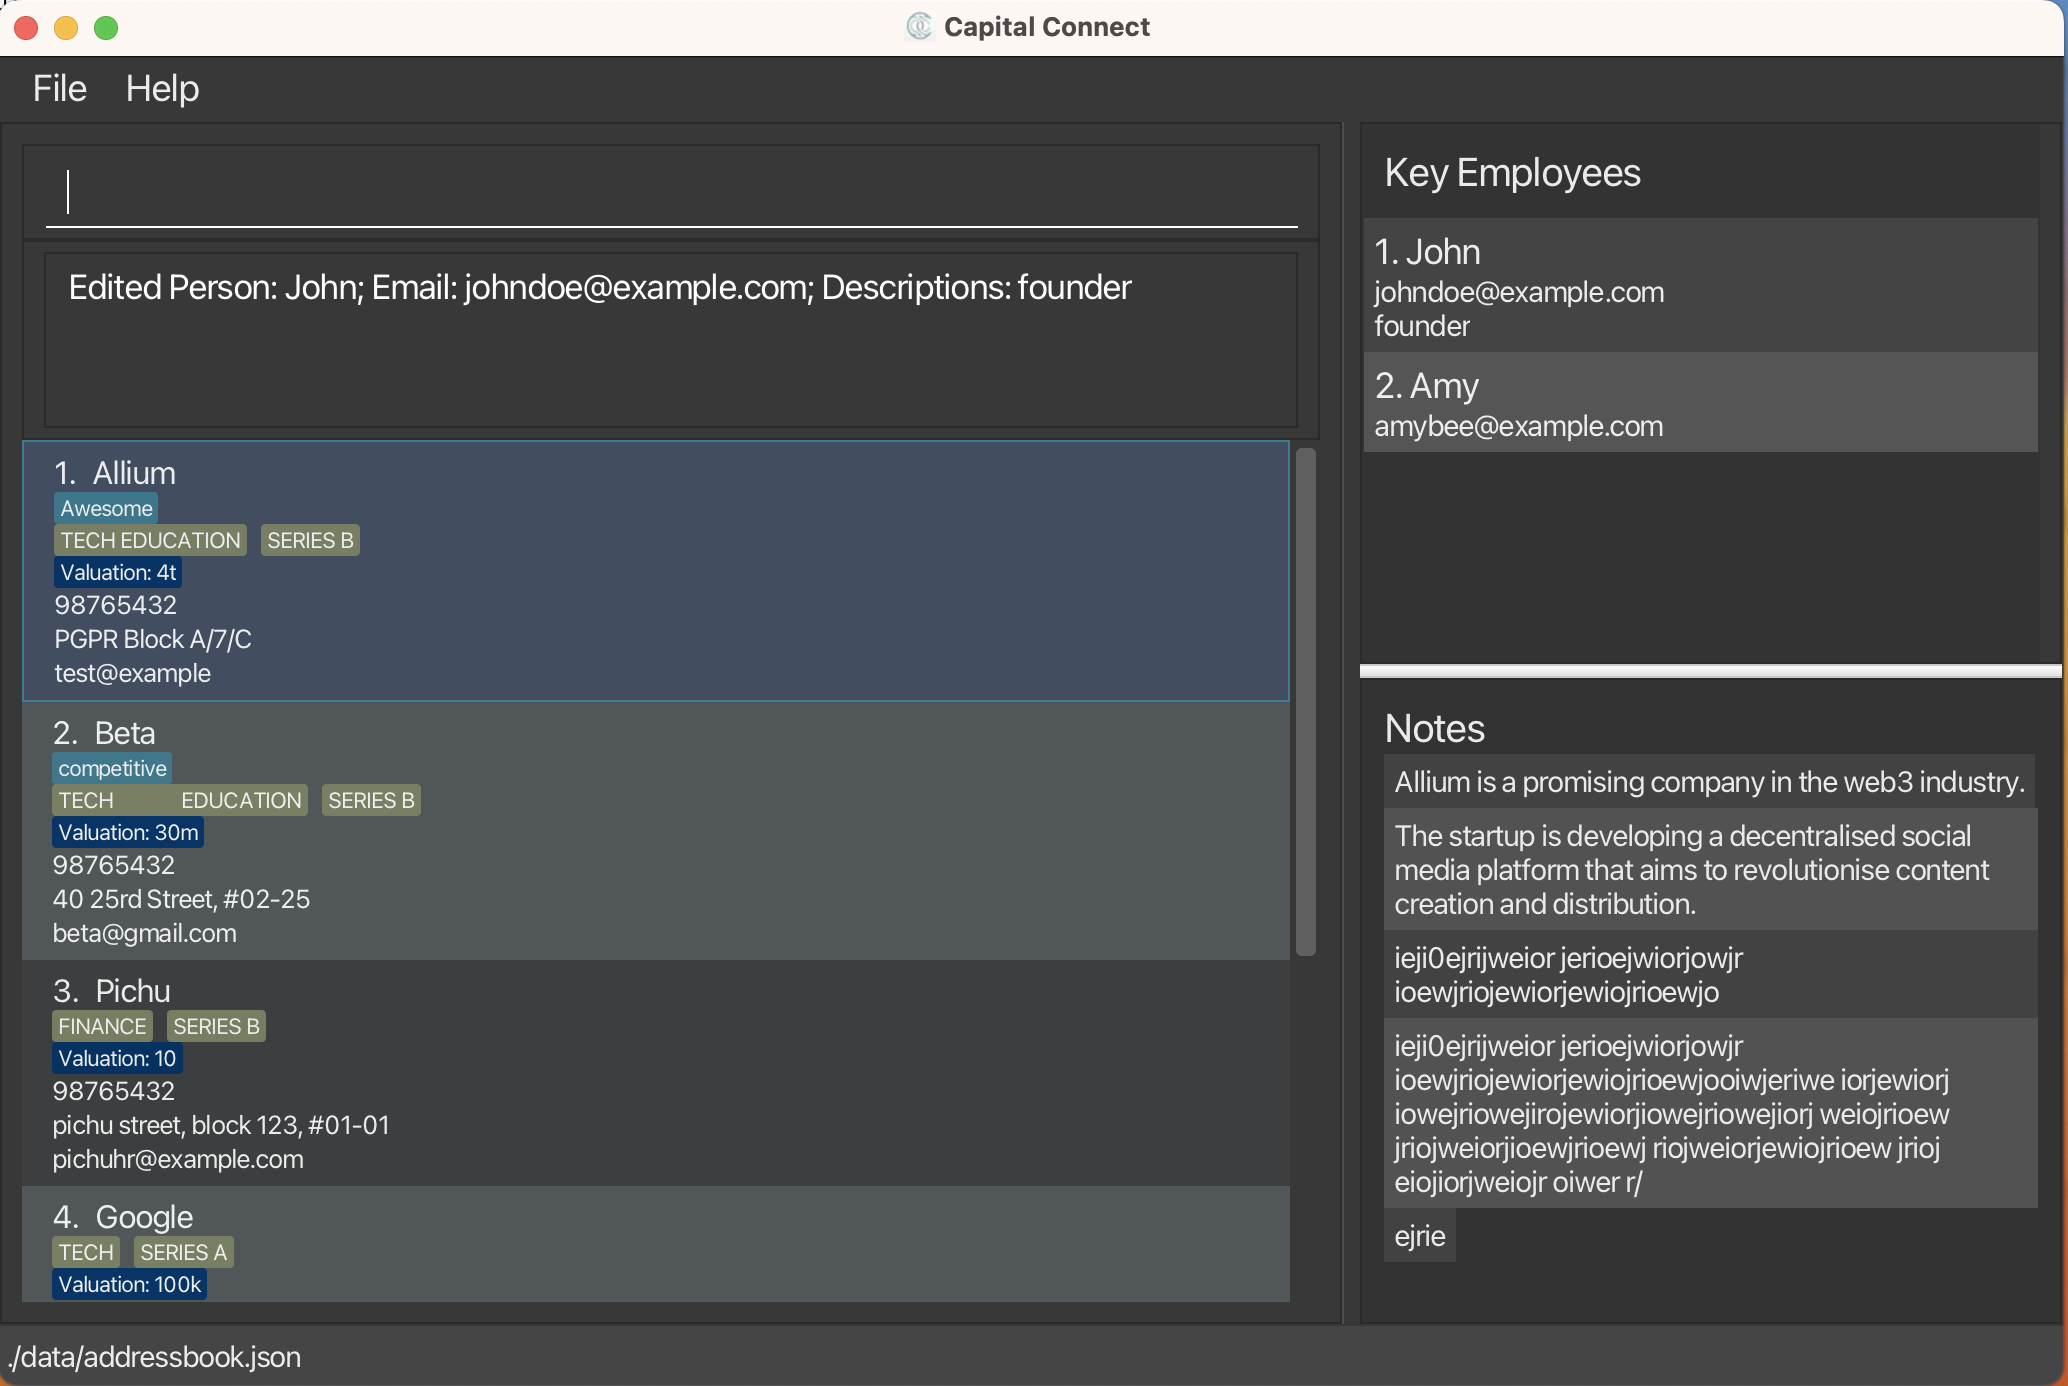 Capital Connect
File Help
Edited Person: John; Email: johndoe@example.com; Descriptions: founder
1. Allium
Awesome
TECH EDUCATION SERIES B
Valuation: 4t
98765432
PGPR Block A/7/C
test@example
2. Beta
competitive
TECH EDUCATION SERIES B
Valuation: 30m
98765432
40 25rd Street, #02-25
beta@gmail.com
3. Pichu
FINANCE SERIES B
Valuation: 10
98765432
pichu street, block 123, #01-01
pichuhr@example.com
4. Google
TECH SERIES A
Valuation: 100k
Key Employees
1. John
johndoe@example.com
founder
2. Amy
amybee@example.com
Notes
Allium is a promising company in the web3 industry.
The startup is developing a decentralised social
media platform that aims to revolutionise content
creation and distribution.
ieji0ejrijweior jerioejwiorjowjr
ioewjriojewiorjewiojrioewjo
ieji0ejrijweior jerioejwiorjowjr
ioewjriojewiorjewiojrioewjooiwjeriwe iorjewiorj
iowejriowejirojewiorjiowejriowejiorj weiojrioew
jriojweiorjioewjrioewj riojweiorjewiojrioew jrioj
eiojiorjweiojr oiwer r/
ejrie
./data/addressbook.json